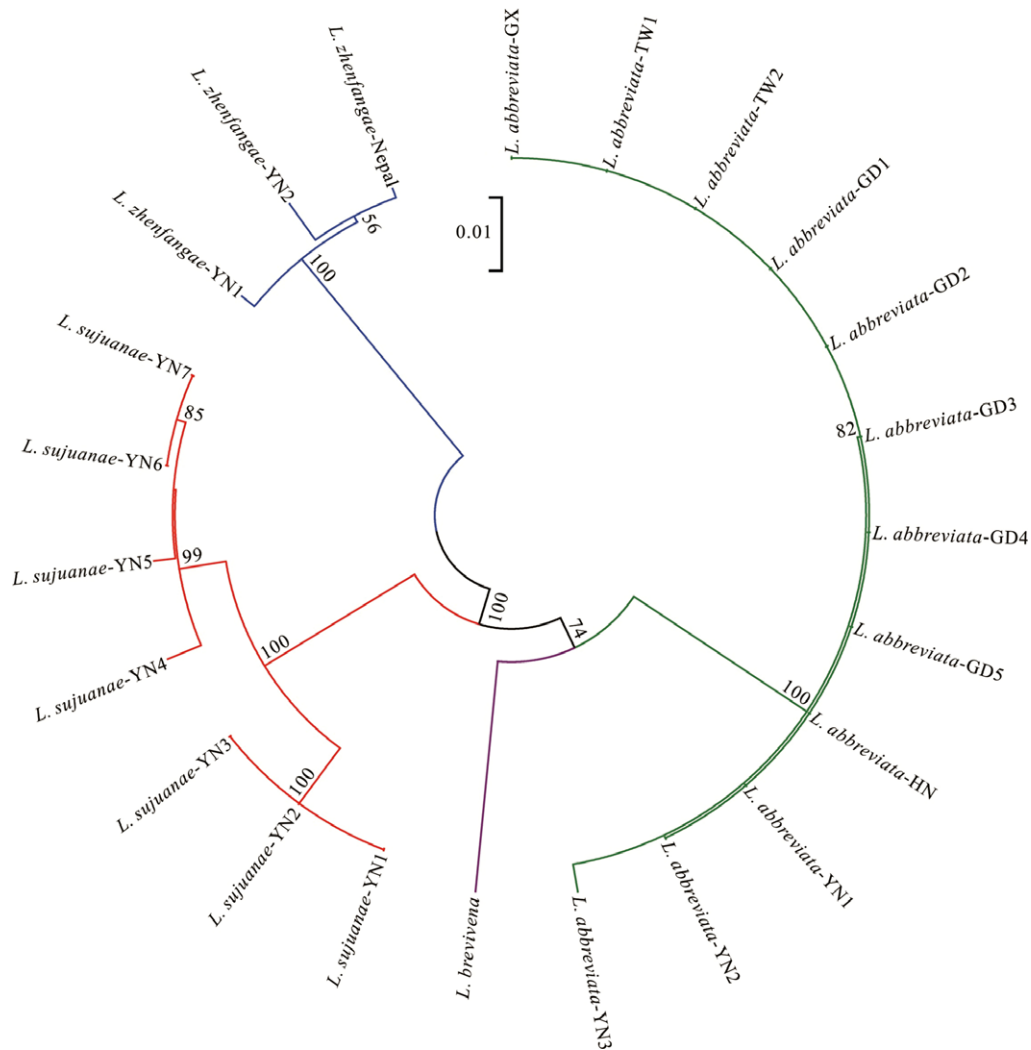 L. abbreviata-GX
L. abbreviata-TW1
L. abbreviata-TW2
L. abbreviata-GD1
L. abbreviata-GD2
L. abbreviata-GD3
L. abbreviata-GD4
L. abbreviata-GD5
L. abbreviata-HN
L. abbreviata-YN1
L. abbreviata-YN2
L. abbreviata-YN3
L. brevivena
L. sujuanae-YN1
L. sujuanae-YN2
L. sujuanae-YN3
L. sujuanae-YN4
L. sujuanae-YN5
L. sujuanae-YN6
L. sujuanae-YN7
L. zhenfangae-YN1
L. zhenfangae-YN2
L. zhenfangae-Nepal
56
100
0.01
82
85
99
100
100
100
74
100